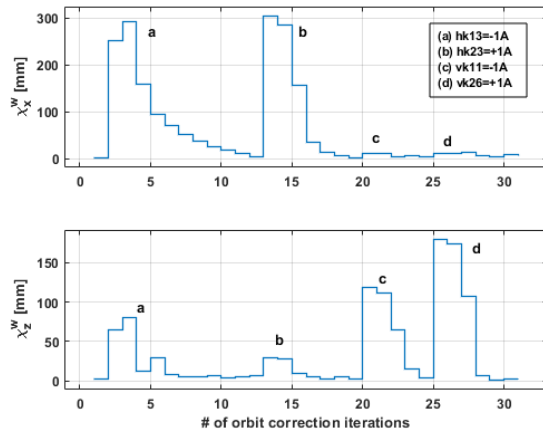 χ_x^w [mm]
300
200
100
0
a
b
c
d
(a) hk13=-1A
(b) hk23=+1A
(c) vk11=-1A
(d) vk26=+1A
0 5 10 15 20 25 30
χ_z^w [mm]
150
100
50
0
a
b
c
d
0 5 10 15 20 25 30
# of orbit correction iterations